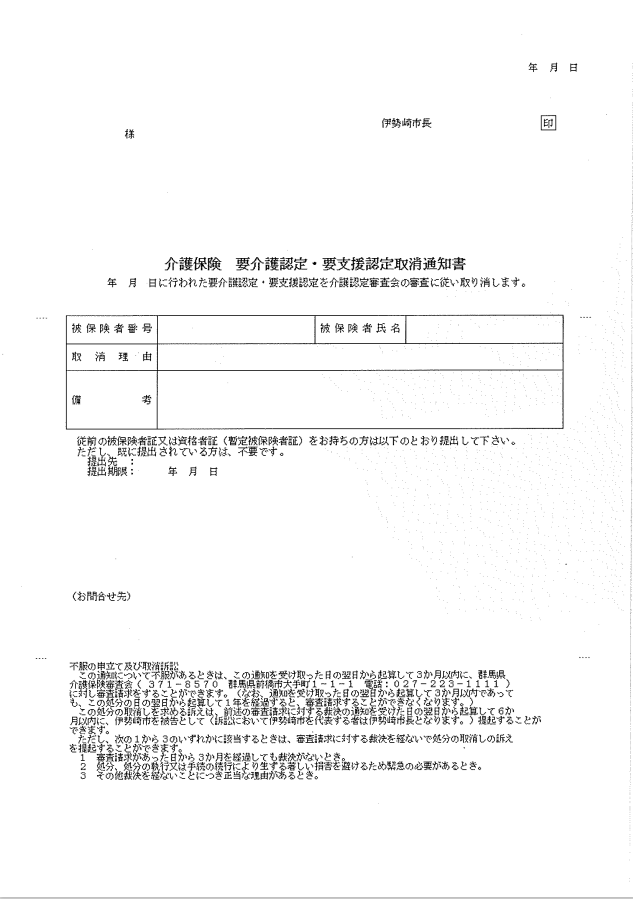 年 月 日
伊勢崎市長 印
様
介護保険 要介護認定・要支援認定取消通知書
年 月 日に行われた要介護認定・要支援認定を介護認定審査会の審査に従い取り消します。
被保険者番号 被保険者氏名
取消理由
備考
従前の被保険者証又は資格者証（暫定被保険者証）をお持ちの方は以下のとおり提出して下さい。
ただし、既に提出されている方は、不要です。
提出先 ：
提出期限： 年 月 日
（お問合せ先）
不服の申立て及び取消訴訟
この通知について不服があるときは、この通知を受け取った日の翌日から起算して３か月以内に、群馬県
介護保険審査会（ ３７１－８５７０ 群馬県前橋市大手町１－１－１ 電話：０２７－２２３－１１１１ ）
に対し審査請求をすることができます。（なお、通知を受け取った日の翌日から起算して３か月以内であって
も、この処分の日の翌日から起算して１年を経過すると、審査請求することができなくなります。）
この処分の取消しを求める訴えは、前述の審査請求に対する裁決の通知を受けた日の翌日から起算して６か
月以内に、伊勢崎市を被告として（訴訟において伊勢崎市を代表する者は伊勢崎市長となります。）提起することが
できます。
ただし、次の１から３のいずれかに該当するときは、審査請求に対する裁決を経ないで処分の取消しの訴え
を提起することができます。
１ 審査請求があった日から３か月を経過しても裁決がないとき。
２ 処分、処分の執行又は手続の続行により生ずる著しい損害を避けるため緊急の必要があるとき。
３ その他裁決を経ないことにつき正当な理由があるとき。